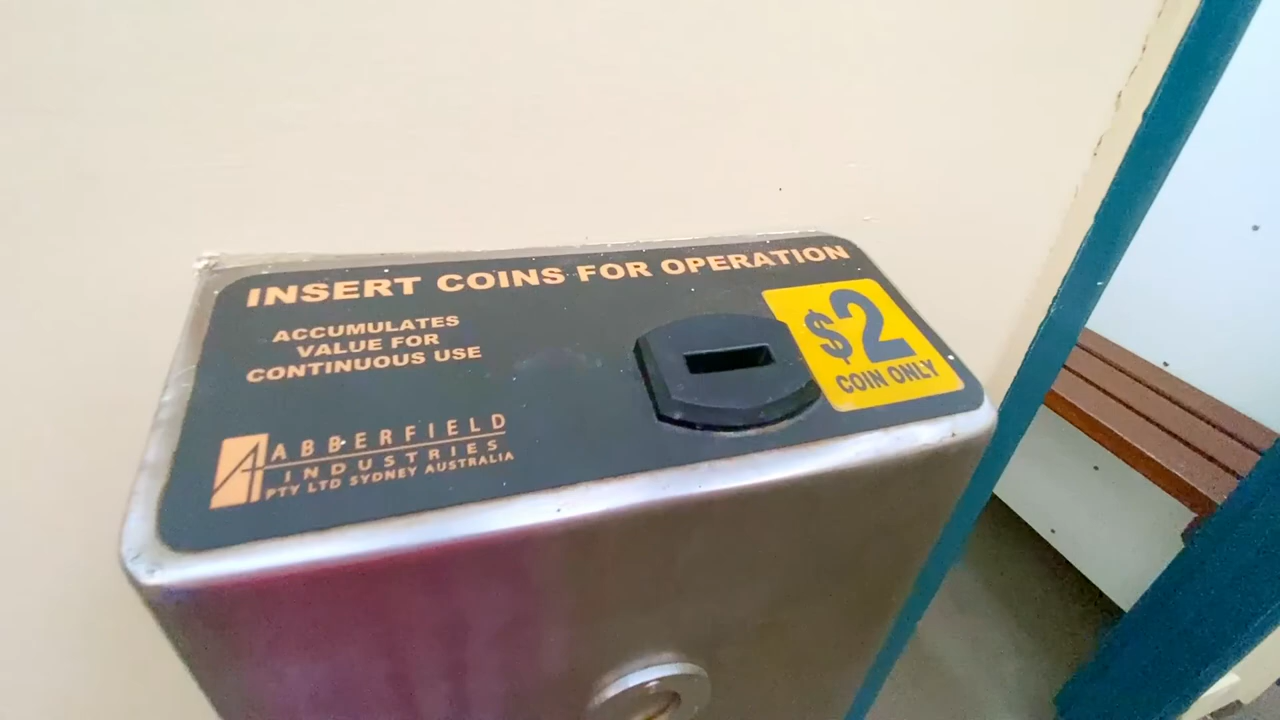 INSERT COINS FOR OPERATION
ACCUMULATES
VALUE FOR
CONTINUOUS USE
$2
COIN ONLY
ABBERFIELD
INDUSTRIES
PTY LTD SYDNEY AUSTRALIA